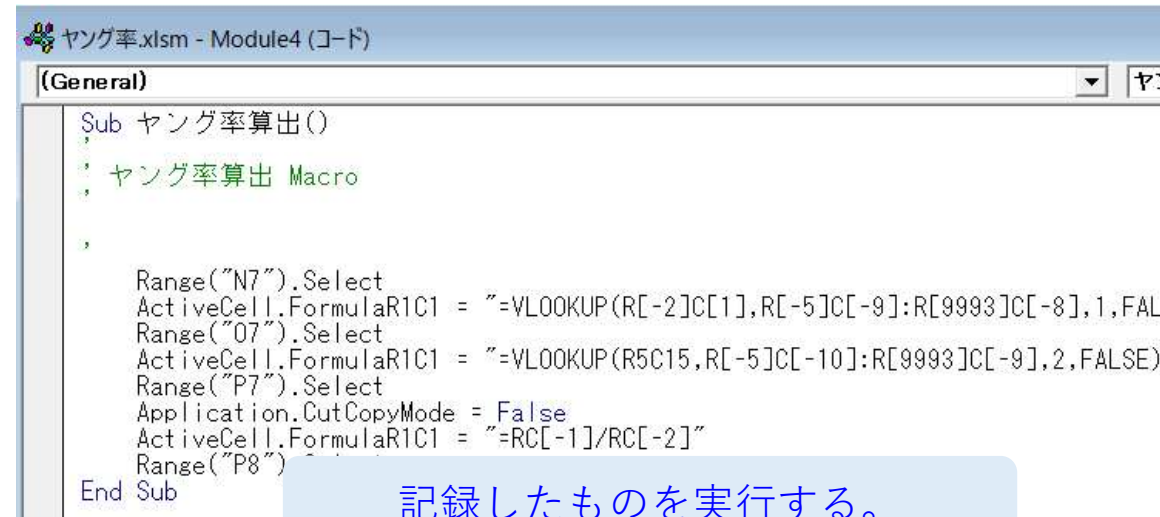 ヤング率.xlsm - Module4 (コード)
(General)
Sub ヤング率算出()
'
' ヤング率算出 Macro
'
'
Range("N7").Select
ActiveCell.FormulaR1C1 = "=VLOOKUP(R[-2]C[1],R[-5]C[-9]:R[9993]C[-8],1,FAL
Range("O7").Select
ActiveCell.FormulaR1C1 = "=VLOOKUP(R5C15,R[-5]C[-10]:R[9993]C[-9],2,FALSE)
Range("P7").Select
Application.CutCopyMode = False
ActiveCell.FormulaR1C1 = "=RC[-1]/RC[-2]"
Range("P8")
End Sub
記録したものを実行する。